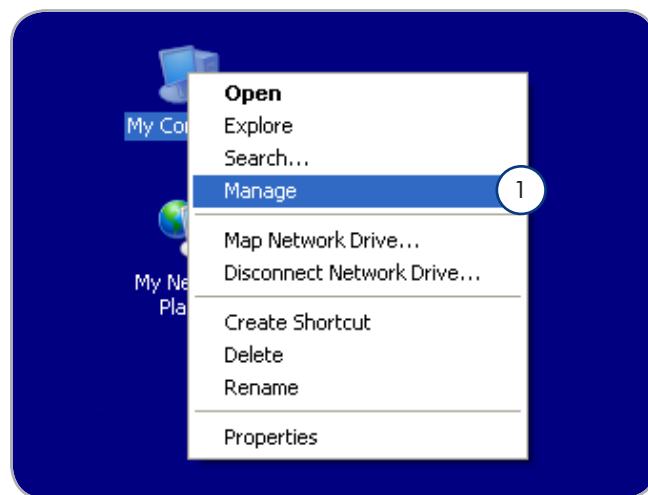 Open
My Co
Explore
Search...
Manage
1
Map Network Drive...
Disconnect Network Drive...
My Ne
Pla
Create Shortcut
Delete
Rename
Properties